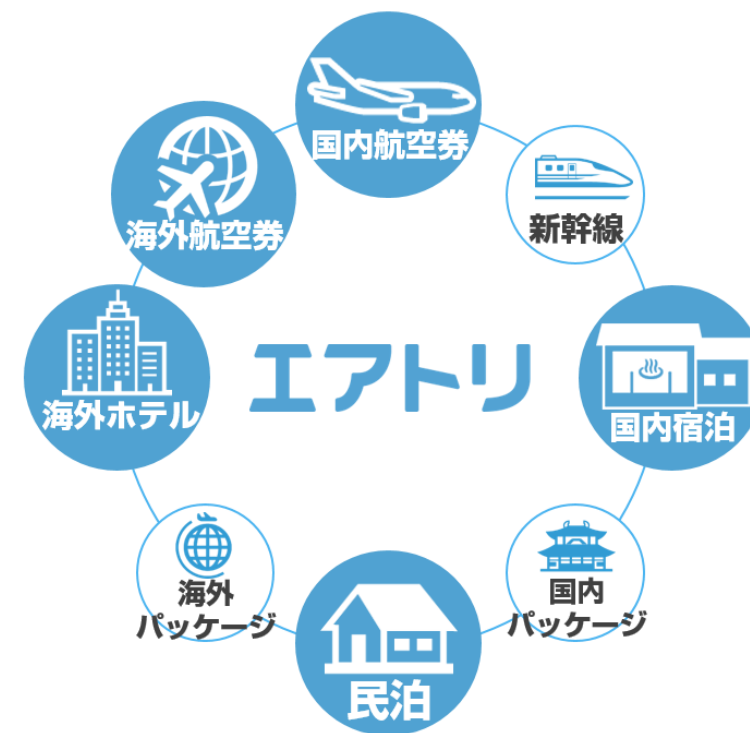 国内航空券
海外航空券
新幹線
エアトリ
海外ホテル
国内宿泊
海外
パッケージ
国内
パッケージ
民泊